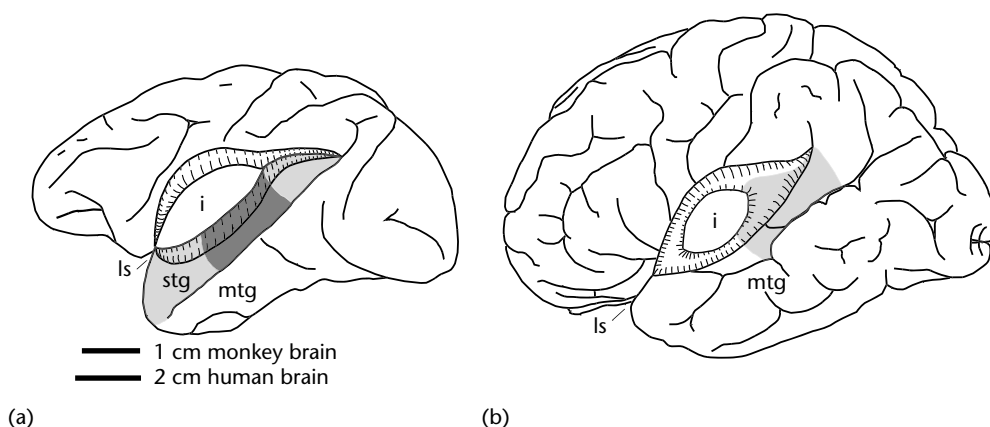 i
ls
stg
mtg
1 cm monkey brain
2 cm human brain
(a)
i
mtg
ls
(b)